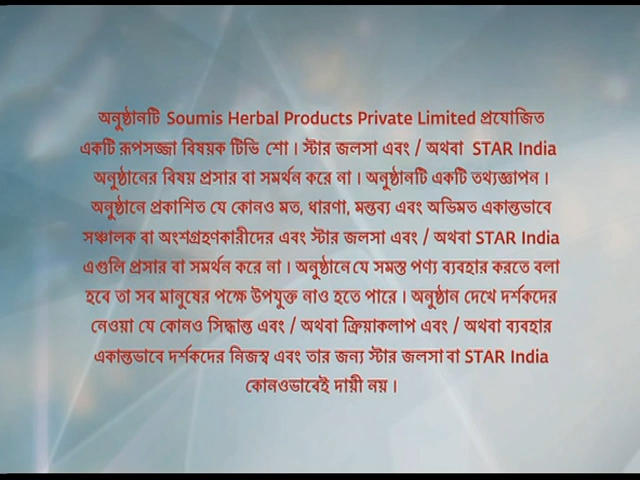 অনুষ্ঠানটি Soumis Herbal Products Private Limited প্রযোজিত
একটি রূপসজ্জা বিষয়ক টিভি শো । স্টার জলসা এবং / অথবা STAR India
অনুষ্ঠানের বিষয় প্রসার বা সমর্থন করে না । অনুষ্ঠানটি একটি তথ্যজ্ঞাপন ।
অনুষ্ঠানে প্রকাশিত যে কোনও মত, ধারণা, মন্তব্য এবং অভিমত একান্তভাবে
সঞ্চালক বা অংশগ্রহণকারীদের এবং স্টার জলসা এবং / অথবা STAR India
এগুলি প্রসার বা সমর্থন করে না । অনুষ্ঠানে যে সমস্ত পণ্য ব্যবহার করতে বলা
হবে তা সব মানুষের পক্ষে উপযুক্ত নাও হতে পারে । অনুষ্ঠান দেখে দর্শকদের
নেওয়া যে কোনও সিদ্ধান্ত এবং / অথবা ক্রিয়াকলাপ এবং / অথবা ব্যবহার
একান্তভাবে দর্শকদের নিজস্ব এবং তার জন্য স্টার জলসা বা STAR India
কোনওভাবেই দায়ী নয় ।